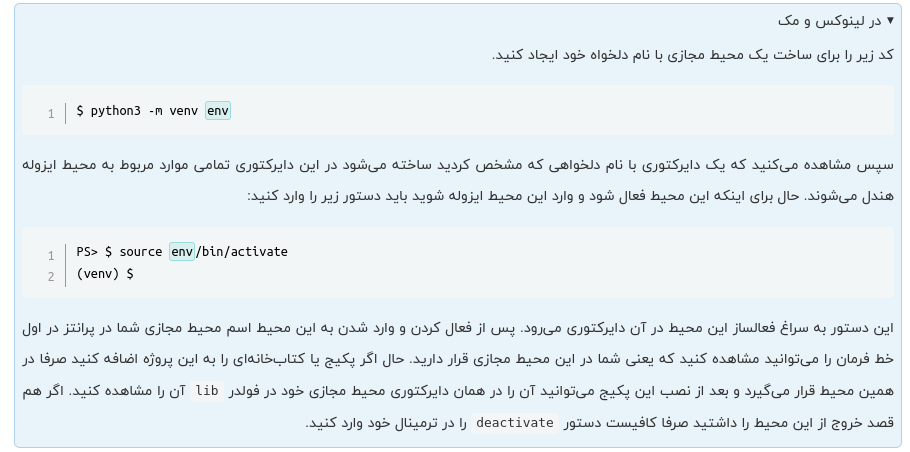 ▼ در لینوکس و مک
کد زیر را برای ساخت یک محیط مجازی با نام دلخواه خود ایجاد کنید.
1 $ python3 -m venv env
سپس مشاهده می‌کنید که یک دایرکتوری با نام دلخواهی که مشخص کردید ساخته می‌شود در این دایرکتوری تمامی موارد مربوط به محیط ایزوله
هندل می‌شوند. حال برای اینکه این محیط فعال شود و وارد این محیط ایزوله شوید باید دستور زیر را وارد کنید:
1 PS> $ source env/bin/activate
2 (venv) $
این دستور به سراغ فعالساز این محیط در آن دایرکتوری می‌رود. پس از فعال کردن و وارد شدن به این محیط اسم محیط مجازی شما در پرانتز در اول
خط فرمان را می‌توانید مشاهده کنید که یعنی شما در این محیط مجازی قرار دارید. حال اگر پکیج یا کتاب‌خانه‌ای را به این پروژه اضافه کنید صرفا در
همین محیط قرار می‌گیرد و بعد از نصب این پکیج می‌توانید آن را در همان دایرکتوری محیط مجازی خود در فولدر lib آن را مشاهده کنید. اگر هم
قصد خروج از این محیط را داشتید صرفا کافیست دستور deactivate را در ترمینال خود وارد کنید.